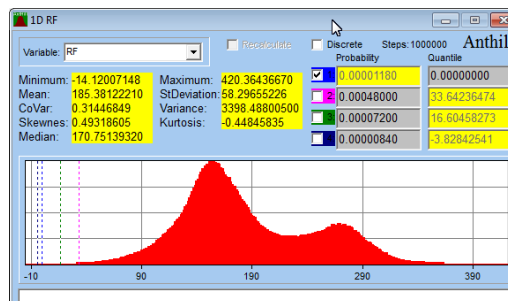 1D RF
Variable: RF Recalculate Discrete Steps:1000000 Anthil
Probability Quantile
Minimum: -14.12007148 Maximum: 420.36436670 1 0.00001180 0.00000000
Mean: 185.38122210 StDeviation: 58.29655226 2 0.00048000 33.64236474
CoVar: 0.31446849 Variance: 3398.48800500 3 0.00007200 16.60458273
Skewnes: 0.49318605 Kurtosis: -0.44845835 0.00000840 -3.82842541
Median: 170.75139320
-10 90 190 290 390